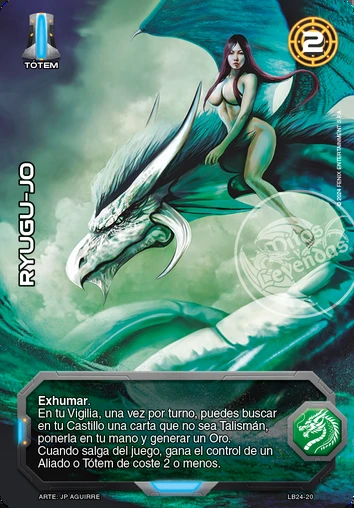 TÓTEM
2
RYUGU-JO
© 2024 FENIX ENTERTAINMENT S.P.A.
Mitos y
Leyendas
Exhumar.
En tu Vigilia, una vez por turno, puedes buscar
en tu Castillo una carta que no sea Talismán,
ponerla en tu mano y generar un Oro.
Cuando salga del juego, gana el control de un
Aliado o Tótem de coste 2 o menos.
ARTE: JP AGUIRRE
LB24-20